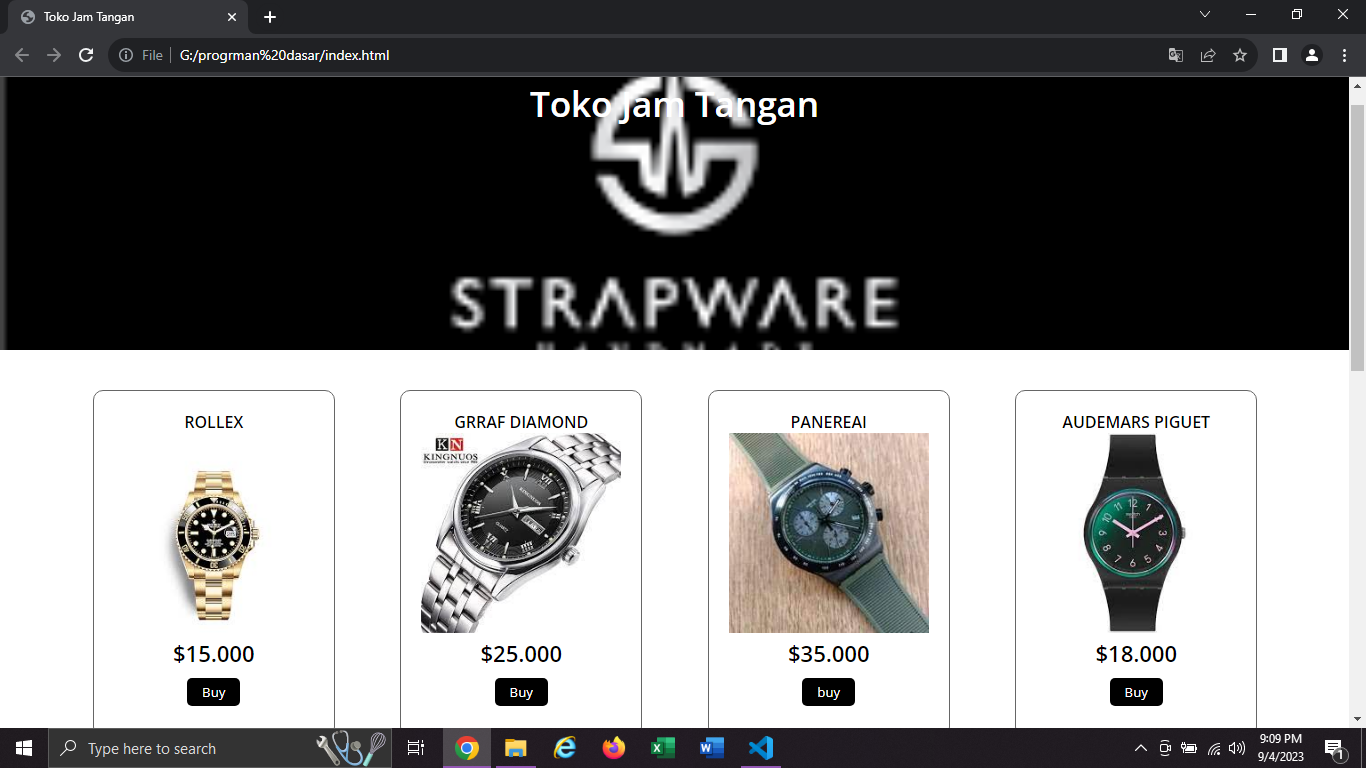 Toko Jam Tangan
File
G:/progrman%20dasar/index.html
Toko Jam Tangan
STRAPWARE
ROLLEX
GRRAF DIAMOND
PANEREAI
AUDEMARS PIGUET
KN
KINGNUOS
KINGNUOS
$15.000
$25.000
$35.000
$18.000
Buy
Buy
buy
Buy
Type here to search
9:09 PM
9/4/2023
1